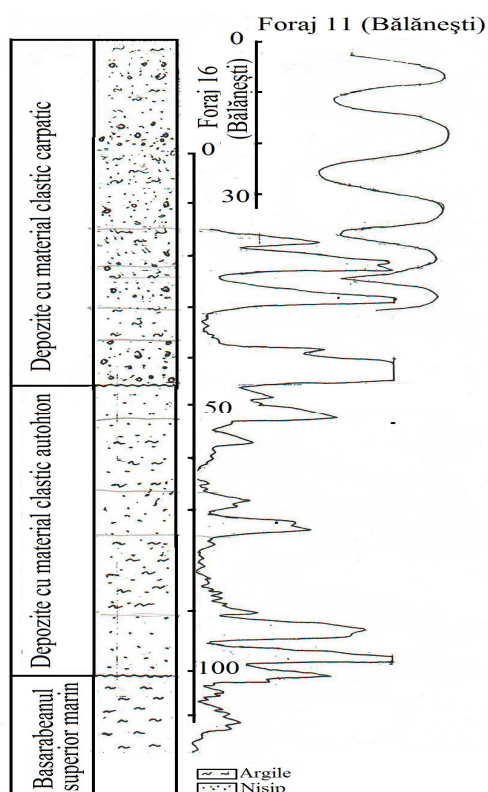 Foraj 11 (Bălănești)
0
30
Foraj 16
(Bălănești)
0
50
100
Depozite cu material clastic carpatic
Depozite cu material clastic autohton
Basarabeanul
superior marin
Argile
Nisip